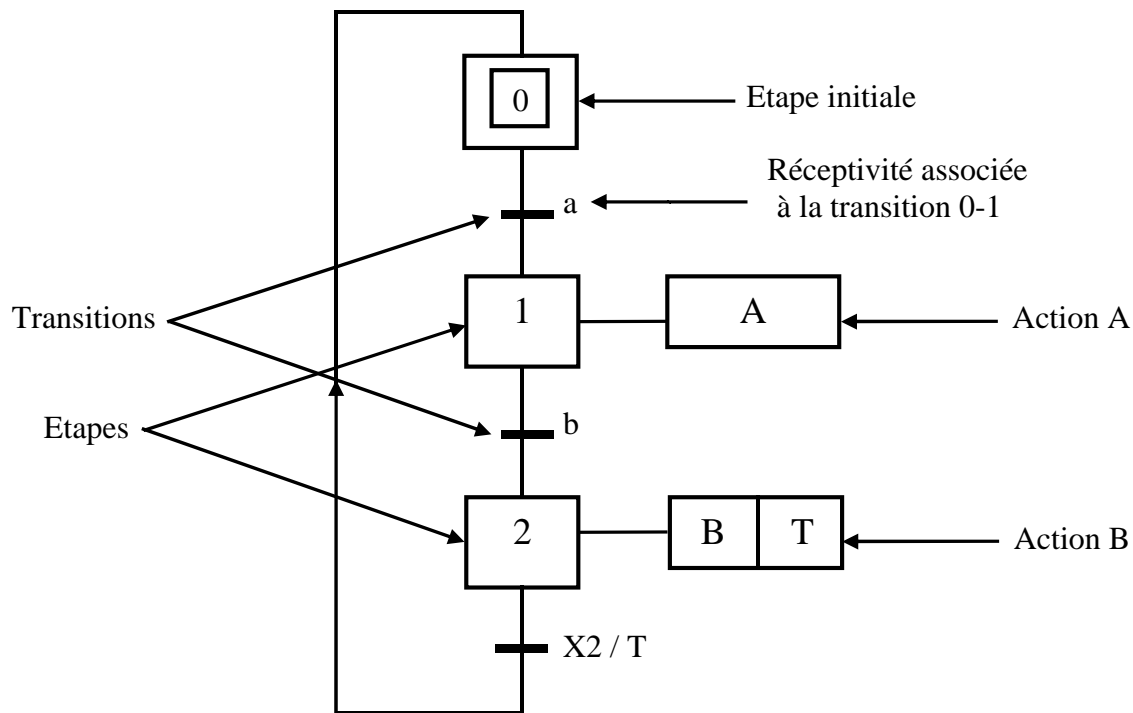 0
Etape initiale
Réceptivité associée
à la transition 0-1
a
Transitions
1
A
Action A
Etapes
b
2
B
T
Action B
X2 / T